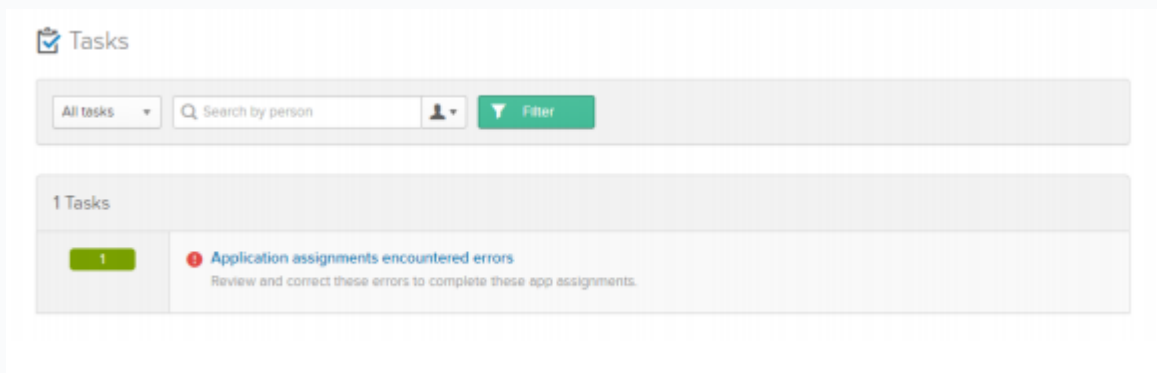 Tasks
All tasks Search by person Filter
1 Tasks
1 Application assignments encountered errors
Review and correct these errors to complete these app assignments.